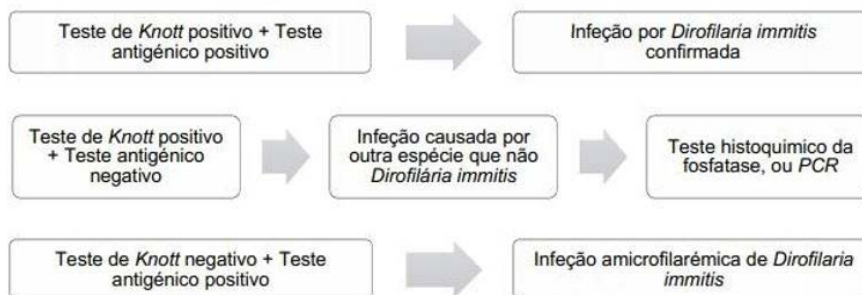 Teste de Knott positivo + Teste
antigénico positivo
Infeção por Dirofilaria immitis
confirmada
Teste de Knott positivo
+ Teste antigénico
negativo
Infeção causada por
outra espécie que não
Dirofilária immitis
Teste histoquimico da
fosfatase, ou PCR
Teste de Knott negativo + Teste
antigénico positivo
Infeção amicrofilarémica de Dirofilaria
immitis